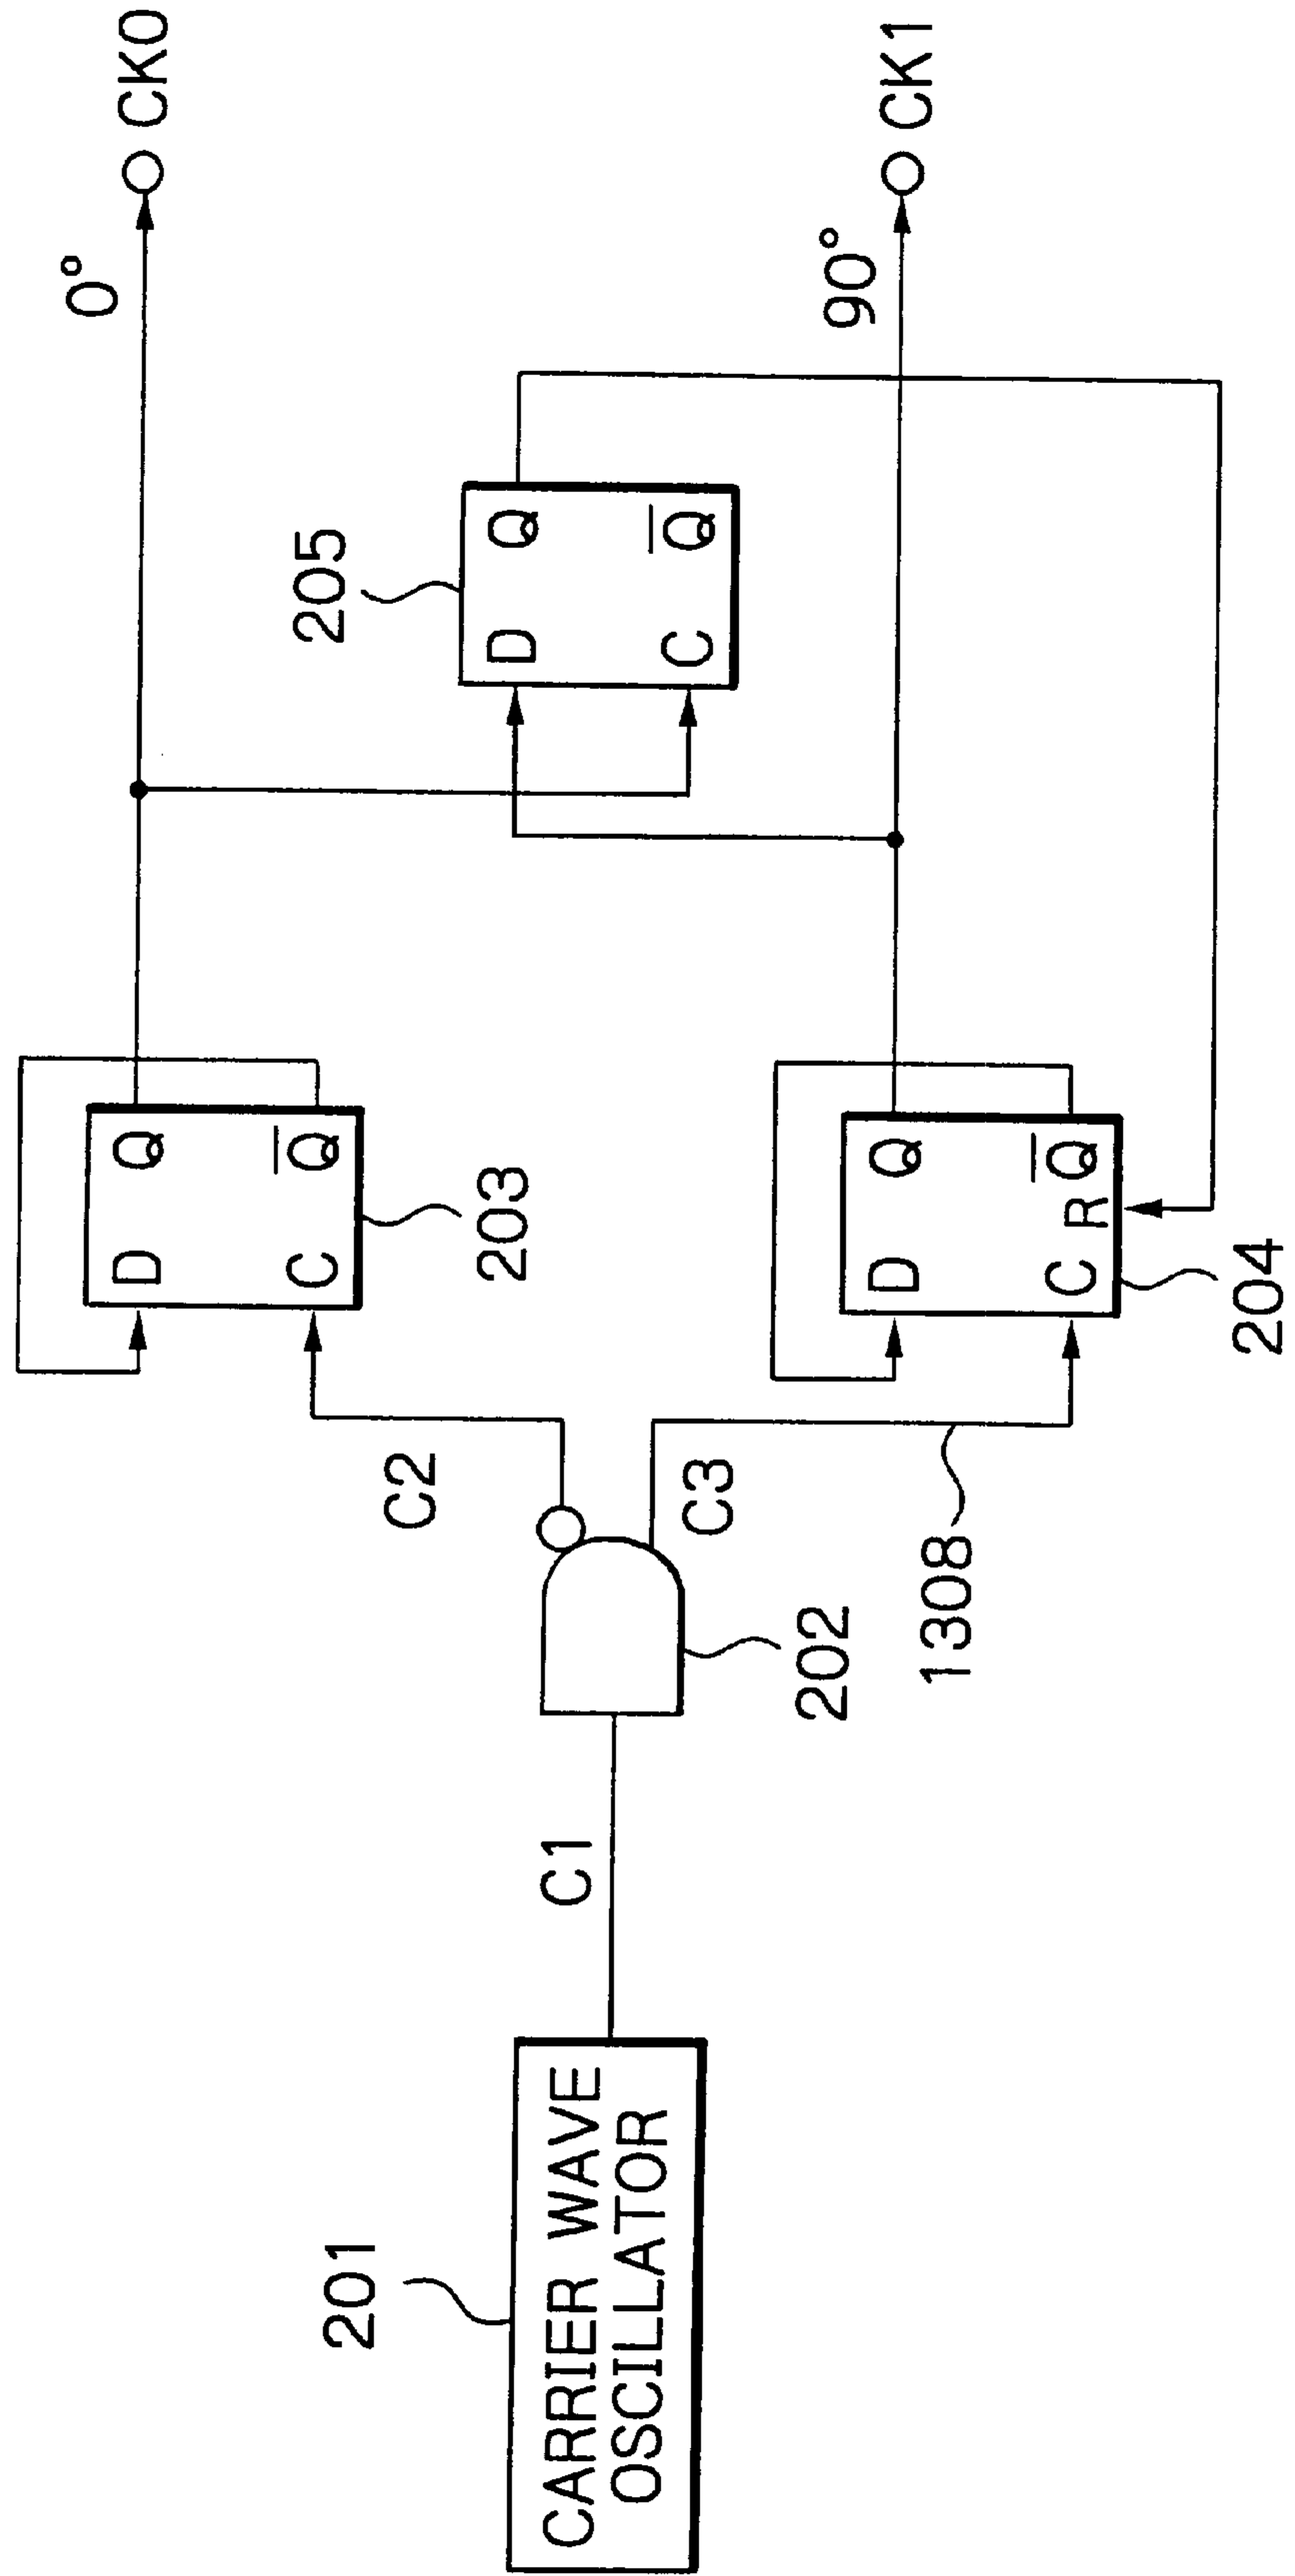 201
CARRIER WAVE
OSCILLATOR
C1
202
C2
C3
1308
D Q
C Q̅
203
D Q
C R Q̅
204
205
D Q
C Q̅
0°
CK0
90°
CK1